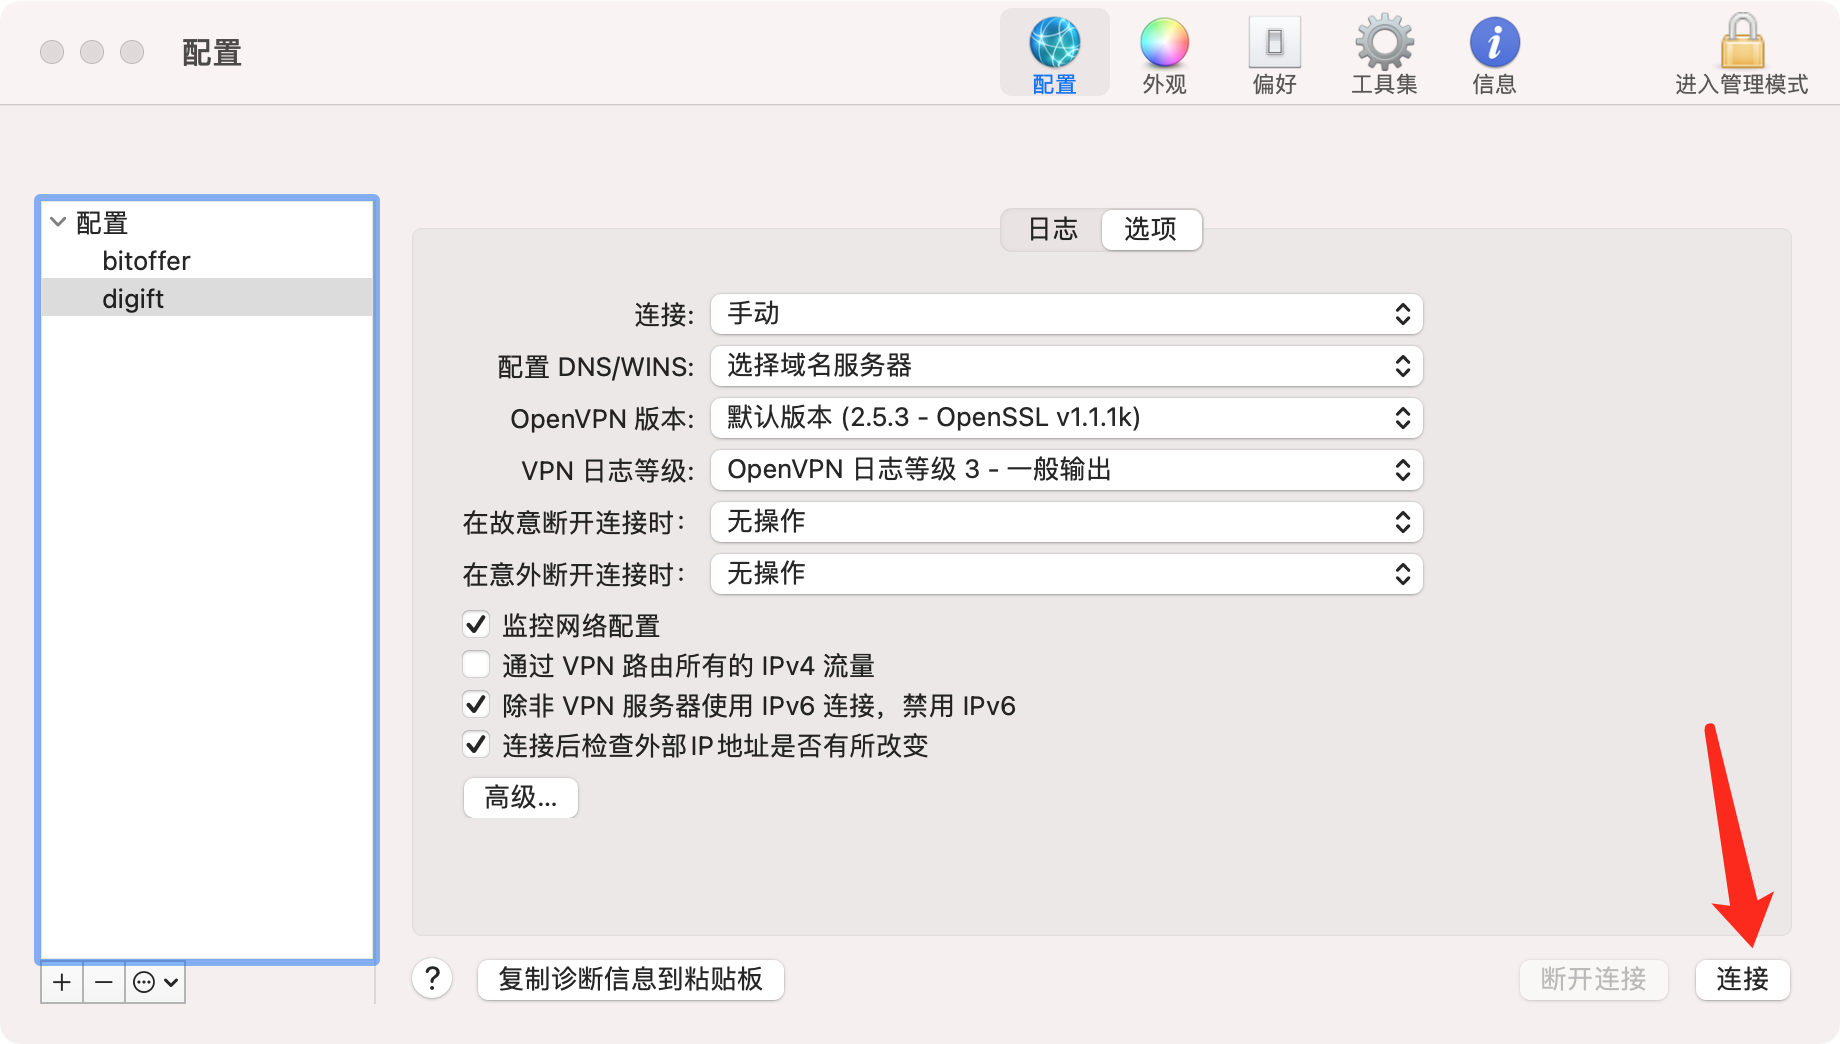 配置
配置
外观
偏好
工具集
信息
进入管理模式
配置
bitoffer
digift
日志
选项
连接: 手动
配置 DNS/WINS: 选择域名服务器
OpenVPN 版本: 默认版本 (2.5.3 - OpenSSL v1.1.1k)
VPN 日志等级: OpenVPN 日志等级 3 - 一般输出
在故意断开连接时： 无操作
在意外断开连接时： 无操作
监控网络配置
通过 VPN 路由所有的 IPv4 流量
除非 VPN 服务器使用 IPv6 连接，禁用 IPv6
连接后检查外部IP地址是否有所改变
高级...
?
复制诊断信息到粘贴板
断开连接
连接